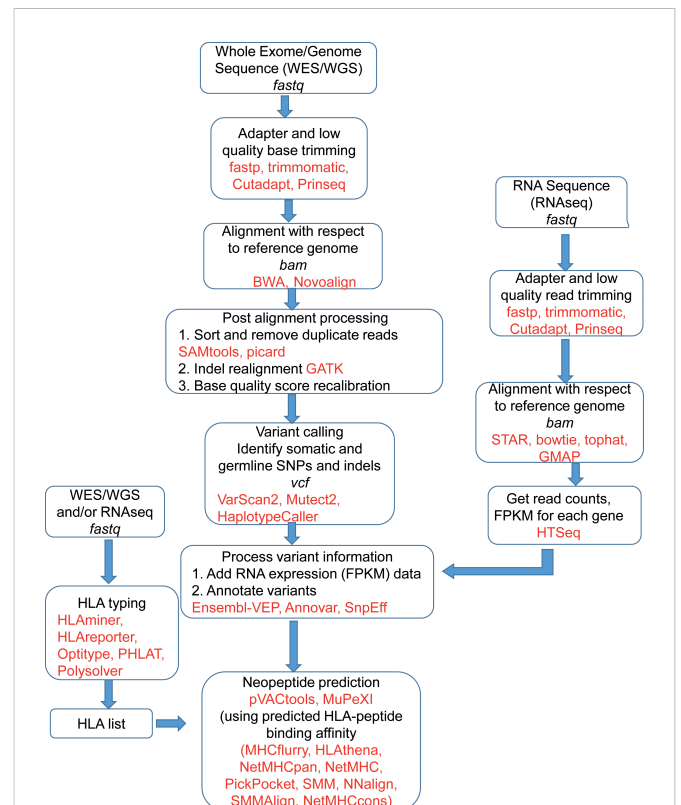 Whole Exome/Genome
Sequence (WES/WGS)
fastq
Adapter and low
quality base trimming
fastp, trimmomatic,
Cutadapt, Prinseq
Alignment with respect
to reference genome
bam
BWA, Novoalign
Post alignment processing
1. Sort and remove duplicate reads
SAMtools, picard
2. Indel realignment GATK
3. Base quality score recalibration
Variant calling
Identify somatic and
germline SNPs and indels
vcf
VarScan2, Mutect2,
HaplotypeCaller
RNA Sequence
(RNAseq)
fastq
Adapter and low
quality read trimming
fastp, trimmomatic,
Cutadapt, Prinseq
Alignment with respect
to reference genome
bam
STAR, bowtie, tophat,
GMAP
Get read counts,
FPKM for each gene
HTSeq
Process variant information
1. Add RNA expression (FPKM) data
2. Annotate variants
Ensembl-VEP, Annovar, SnpEff
WES/WGS
and/or RNAseq
fastq
HLA typing
HLAminer,
HLAreporter,
Optitype, PHLAT,
Polysolver
HLA list
Neopeptide prediction
pVACtools, MuPeXI
(using predicted HLA-peptide
binding affinity
(MHCflurry, HLAthena,
NetMHCpan, NetMHC,
PickPocket, SMM, NNalign,
SMMAlign, NetMHCcons)